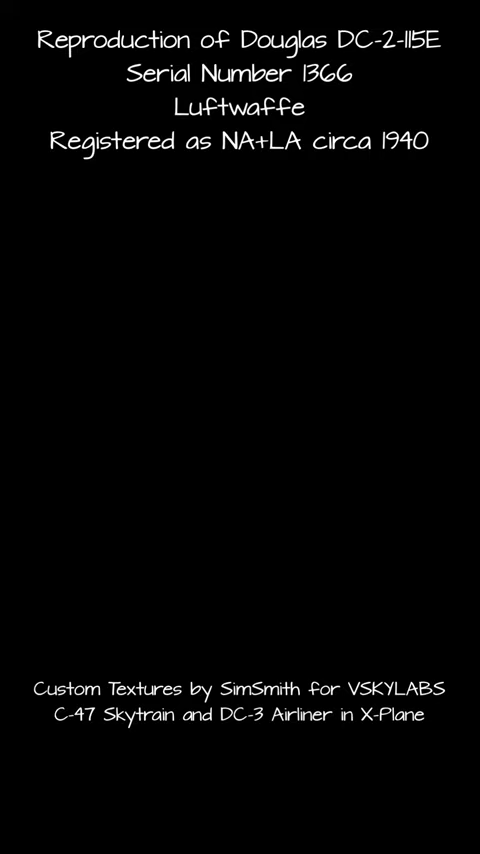 Reproduction of Douglas DC-2-115E
Serial Number 1366
Luftwaffe
Registered as NA+LA circa 1940
Custom Textures by SimSmith for VSKYLABS
C-47 Skytrain and DC-3 Airliner in X-Plane